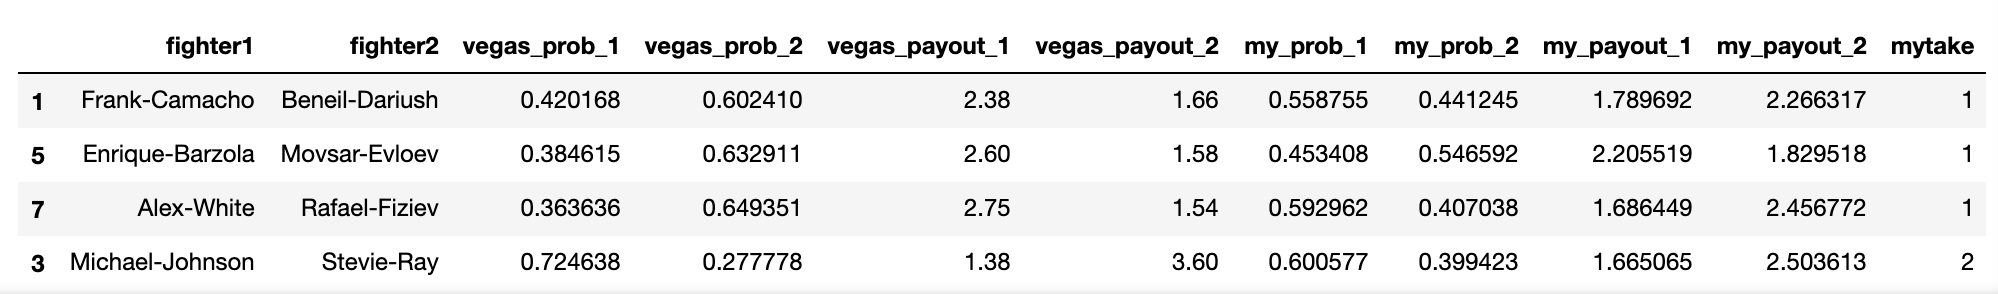 fighter1 fighter2 vegas_prob_1 vegas_prob_2 vegas_payout_1 vegas_payout_2 my_prob_1 my_prob_2 my_payout_1 my_payout_2 mytake
1 Frank-Camacho Beneil-Dariush 0.420168 0.602410 2.38 1.66 0.558755 0.441245 1.789692 2.266317 1
5 Enrique-Barzola Movsar-Evloev 0.384615 0.632911 2.60 1.58 0.453408 0.546592 2.205519 1.829518 1
7 Alex-White Rafael-Fiziev 0.363636 0.649351 2.75 1.54 0.592962 0.407038 1.686449 2.456772 1
3 Michael-Johnson Stevie-Ray 0.724638 0.277778 1.38 3.60 0.600577 0.399423 1.665065 2.503613 2